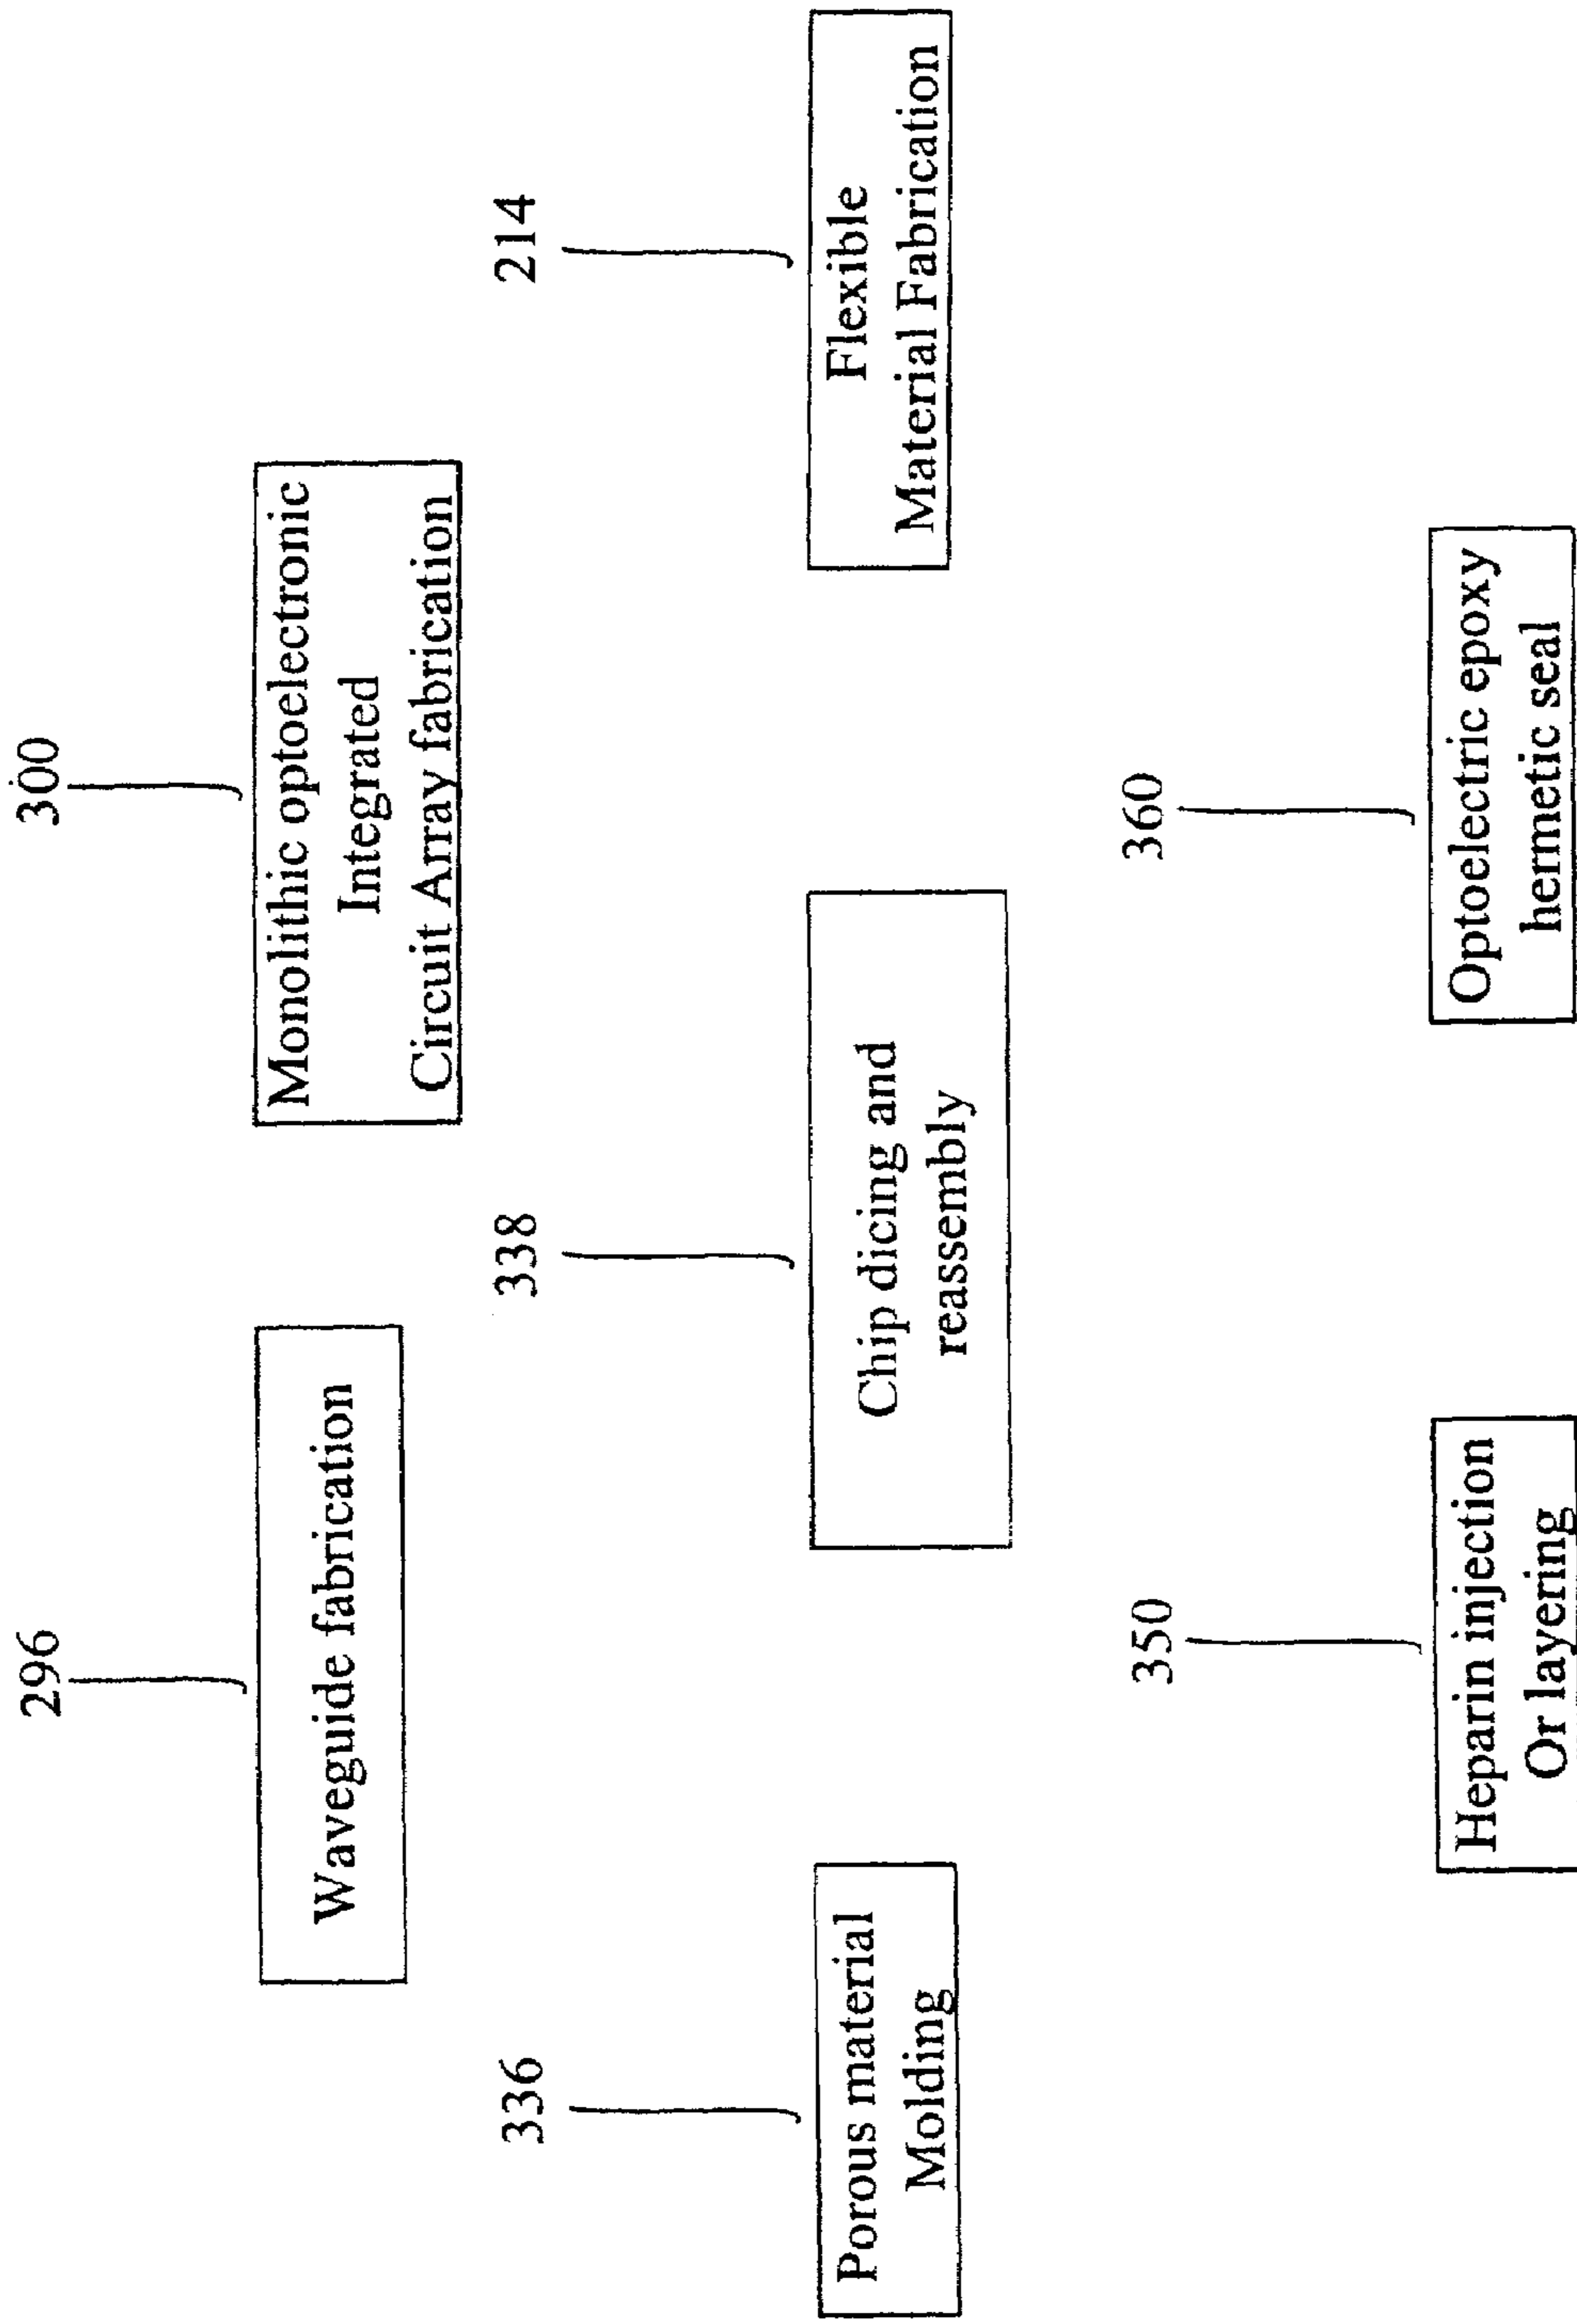 296
Waveguide fabrication
300
Monolithic optoelectronic
Integrated
Circuit Array fabrication
336
Porous material
Molding
338
Chip dicing and
reassembly
214
Flexible
Material Fabrication
350
Heparin injection
Or layering
360
Optoelectric epoxy
hermetic seal